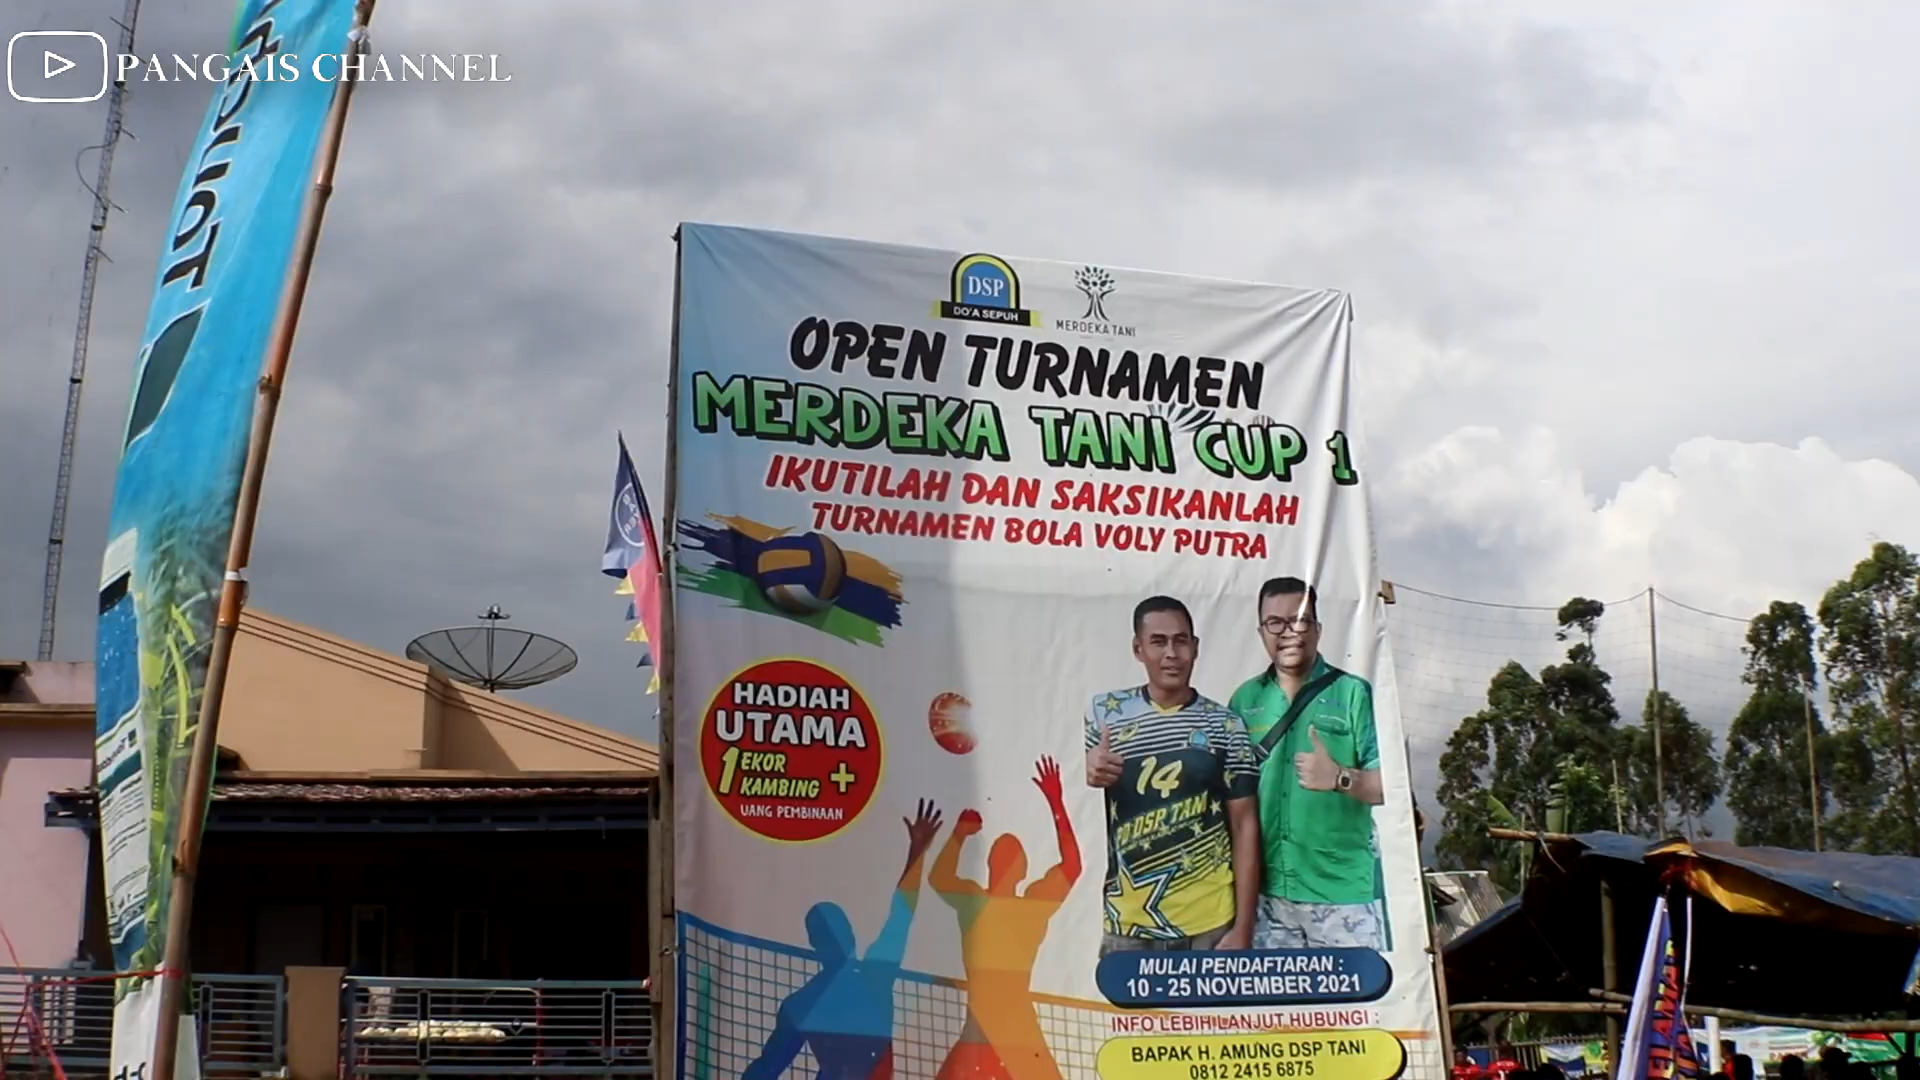 PANGAIS CHANNEL
DSP
DO'A SEPUH
MERDEKA TANI
OPEN TURNAMEN
MERDEKA TANI CUP 1
IKUTILAH DAN SAKSIKANLAH
TURNAMEN BOLA VOLY PUTRA
HADIAH
UTAMA
1 EKOR
KAMBING +
UANG PEMBINAAN
14
DSP TANI
MULAI PENDAFTARAN :
10 - 25 NOVEMBER 2021
INFO LEBIH LANJUT HUBUNGI :
BAPAK H. AMUNG DSP TANI
0812 2415 6875